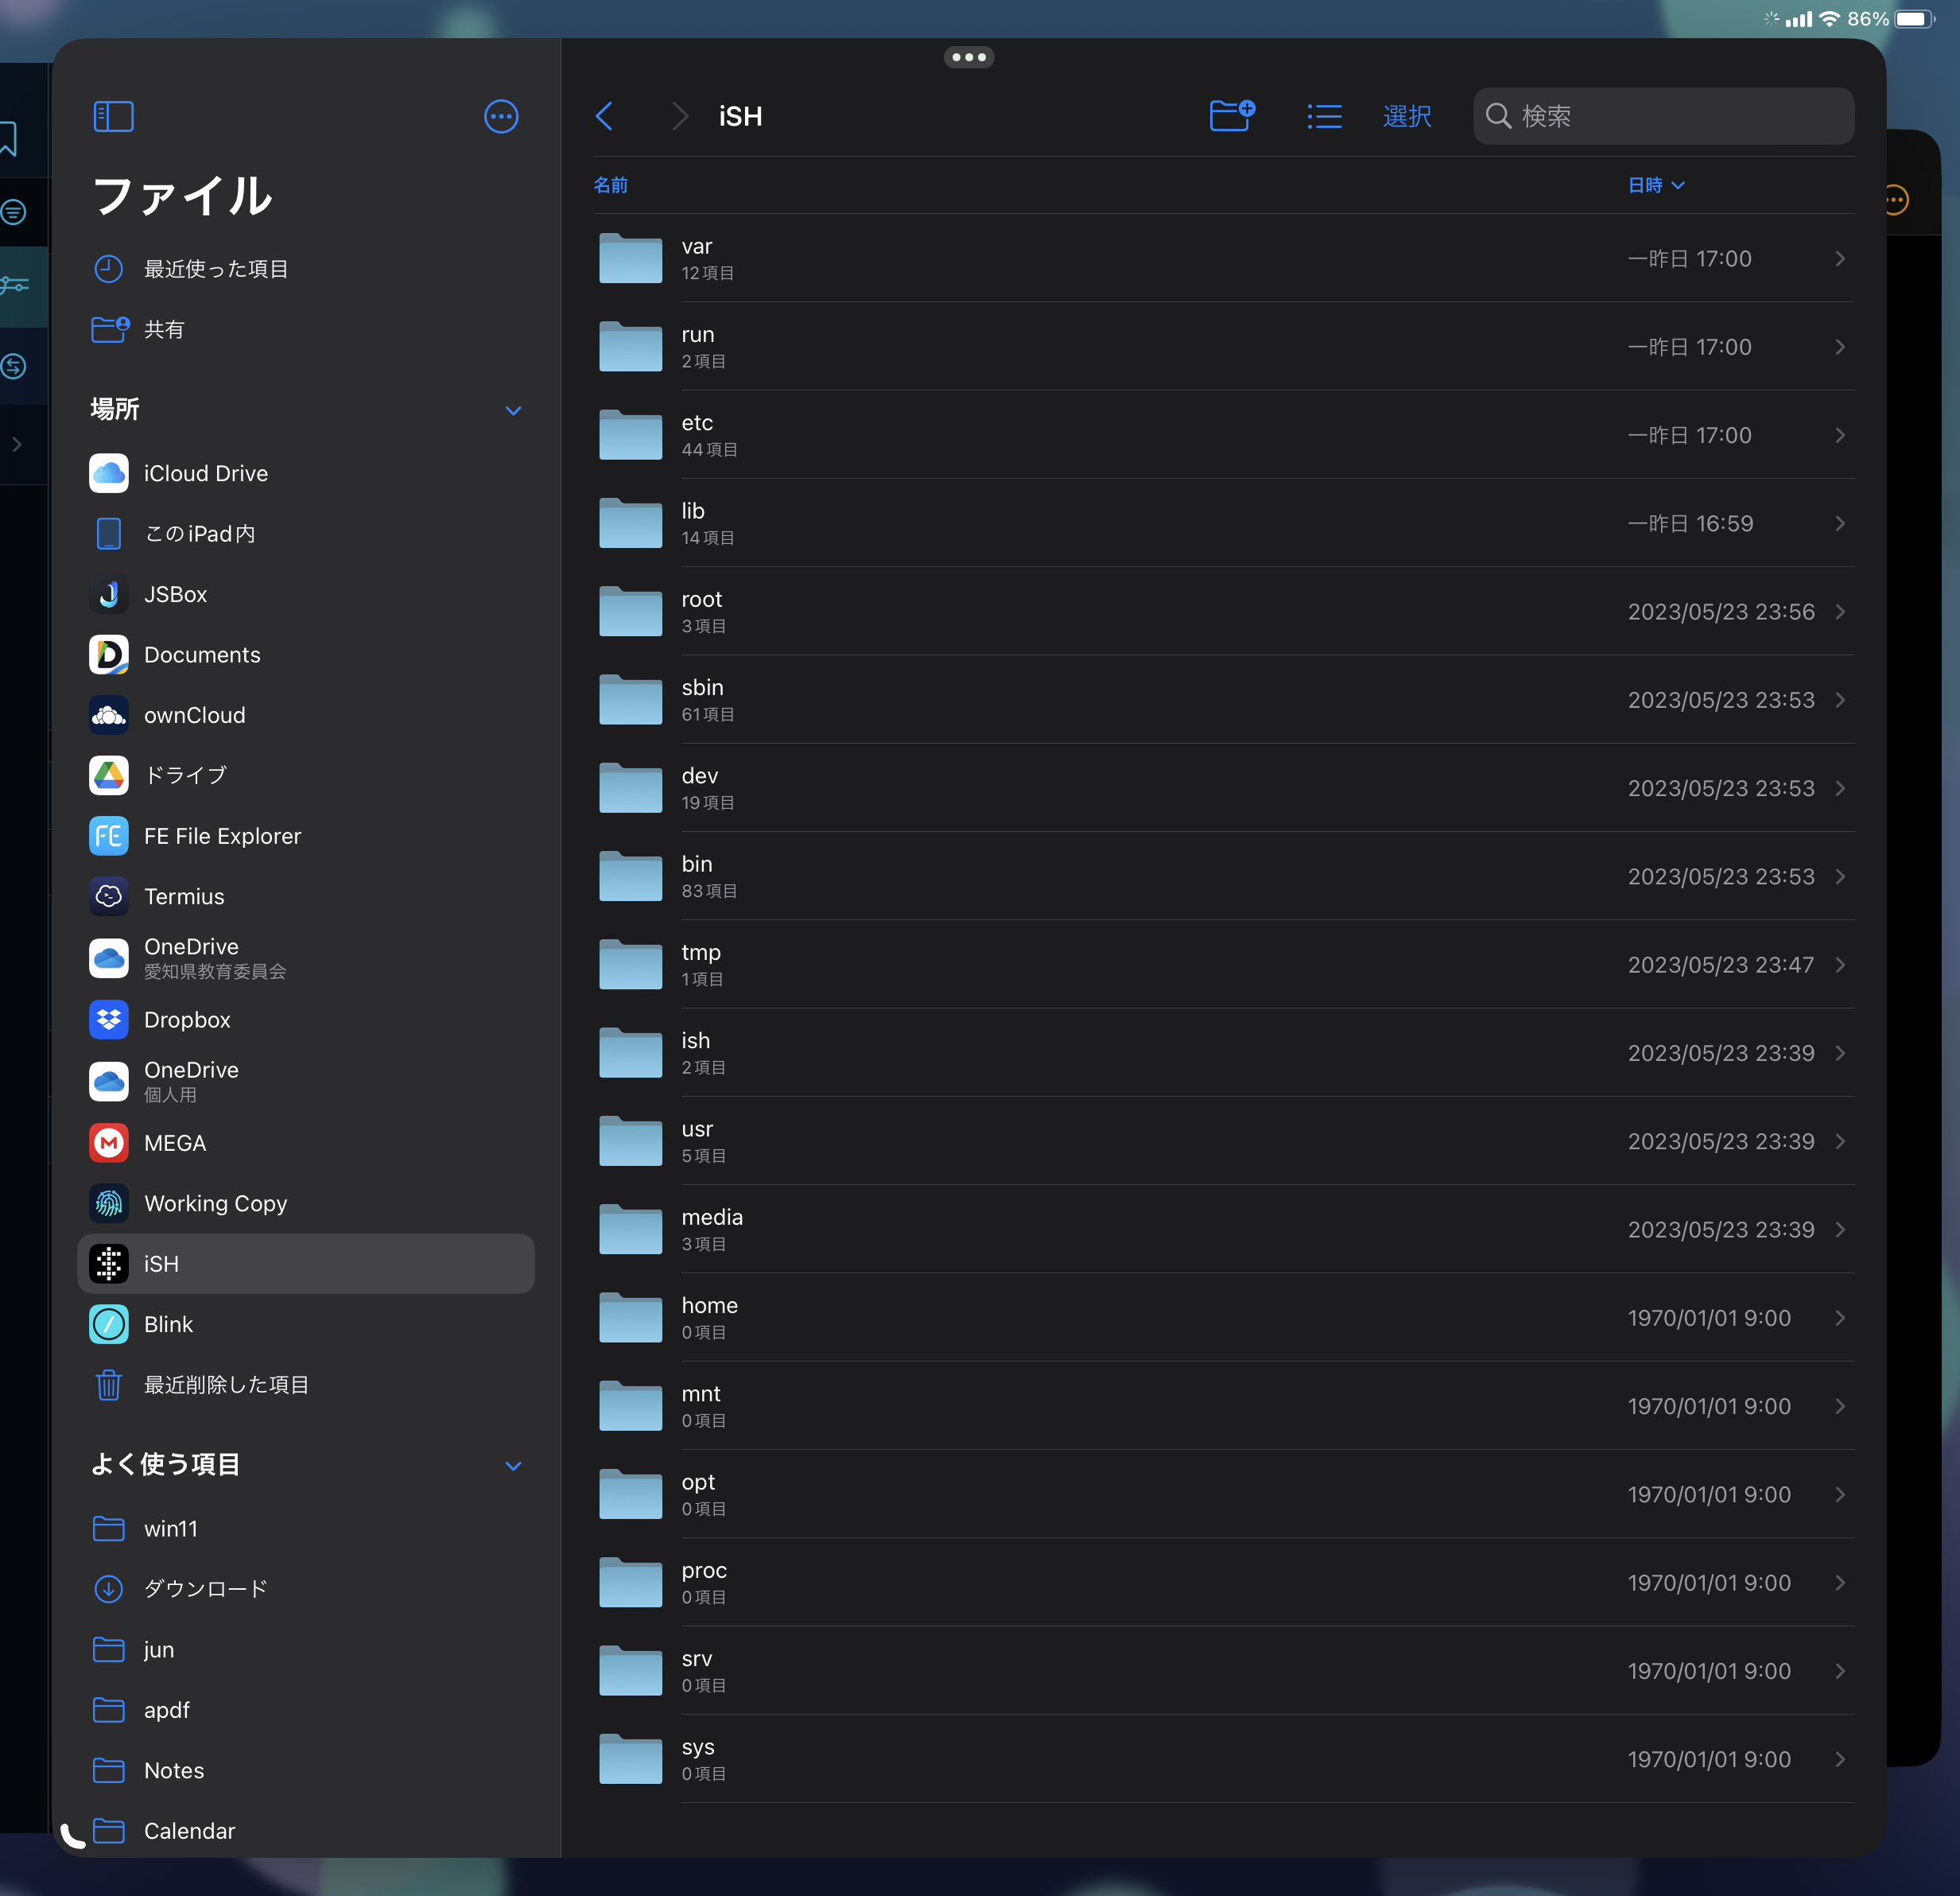 86%
ファイル
最近使った項目
共有
場所
iCloud Drive
このiPad内
JSBox
Documents
ownCloud
ドライブ
FE File Explorer
Termius
OneDrive
愛知県教育委員会
Dropbox
OneDrive
個人用
MEGA
Working Copy
iSH
Blink
最近削除した項目
よく使う項目
win11
ダウンロード
jun
apdf
Notes
Calendar
iSH
選択
検索
名前
日時
var
12項目
一昨日 17:00
run
2項目
一昨日 17:00
etc
44項目
一昨日 17:00
lib
14項目
一昨日 16:59
root
3項目
2023/05/23 23:56
sbin
61項目
2023/05/23 23:53
dev
19項目
2023/05/23 23:53
bin
83項目
2023/05/23 23:53
tmp
1項目
2023/05/23 23:47
ish
2項目
2023/05/23 23:39
usr
5項目
2023/05/23 23:39
media
3項目
2023/05/23 23:39
home
0項目
1970/01/01 9:00
mnt
0項目
1970/01/01 9:00
opt
0項目
1970/01/01 9:00
proc
0項目
1970/01/01 9:00
srv
0項目
1970/01/01 9:00
sys
0項目
1970/01/01 9:00